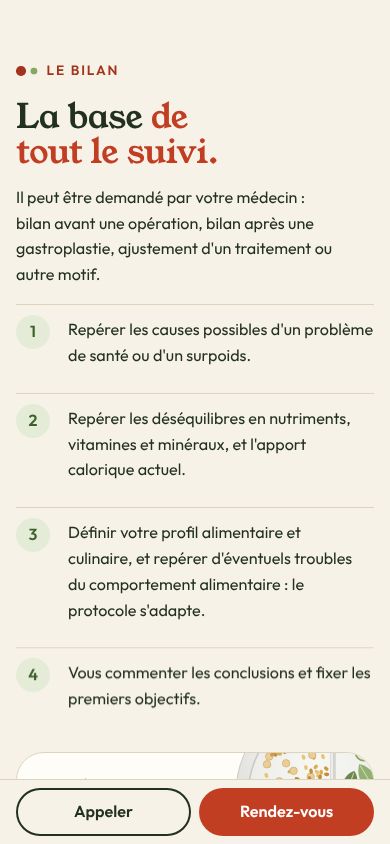 LE BILAN
La base de
tout le suivi.
Il peut être demandé par votre médecin :
bilan avant une opération, bilan après une
gastroplastie, ajustement d'un traitement ou
autre motif.
1
Repérer les causes possibles d'un problème
de santé ou d'un surpoids.
2
Repérer les déséquilibres en nutriments,
vitamines et minéraux, et l'apport
calorique actuel.
3
Définir votre profil alimentaire et
culinaire, et repérer d'éventuels troubles
du comportement alimentaire : le
protocole s'adapte.
4
Vous commenter les conclusions et fixer les
premiers objectifs.
Appeler
Rendez-vous